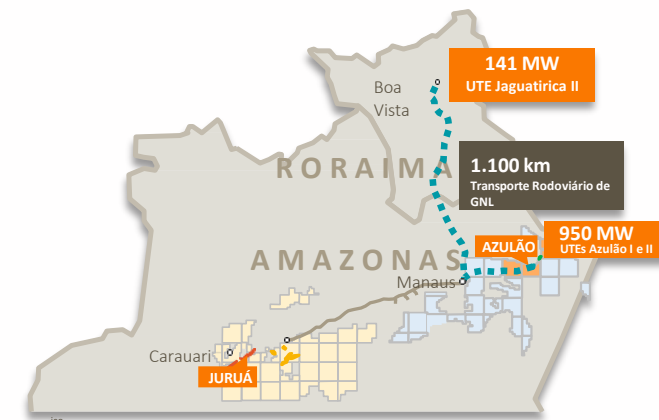 141 MW
UTE Jaguatirica II
Boa
Vista
RORAIMA
1.100 km
Transporte Rodoviário de
GNL
950 MW
UTEs Azulão I e II
AZULÃO
AMAZONAS
Manaus
Carauari
JURUÁ